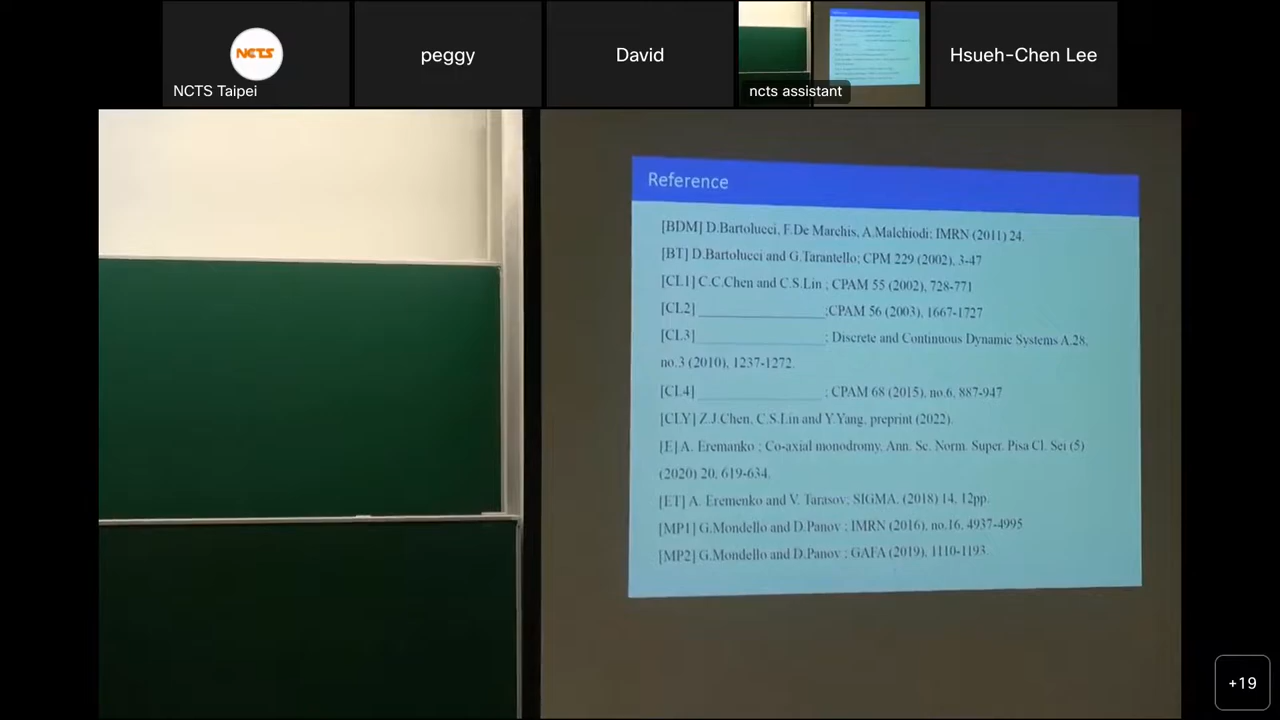 NCTS
NCTS Taipei
peggy
David
ncts assistant
Hsueh-Chen Lee
Reference
[BDM] D.Bartolucci, F.De Marchis, A.Malchiodi; IMRN (2011) 24.
[BT] D.Bartolucci and G.Tarantello; CPM 229 (2002), 3-47
[CL1] C.C.Chen and C.S.Lin ; CPAM 55 (2002), 728-771
[CL2] __________________;CPAM 56 (2003), 1667-1727
[CL3]___________________; Discrete and Continuous Dynamic Systems A.28,
no.3 (2010), 1237-1272.
[CL4] __________________; CPAM 68 (2015), no.6, 887-947
[CLY] Z.J.Chen, C.S.Lin and Y.Yang, preprint (2022).
[E] A. Eremanko ; Co-axial monodromy, Ann. Sc. Norm. Super. Pisa Cl. Sei (5)
(2020) 20, 619-634.
[ET] A. Eremenko and V. Tarasov; SIGMA. (2018) 14, 12pp.
[MP1] G.Mondello and D.Panov ; IMRN (2016), no.16, 4937-4995
[MP2] G.Mondello and D.Panov ; GAFA (2019), 1110-1193.
+19